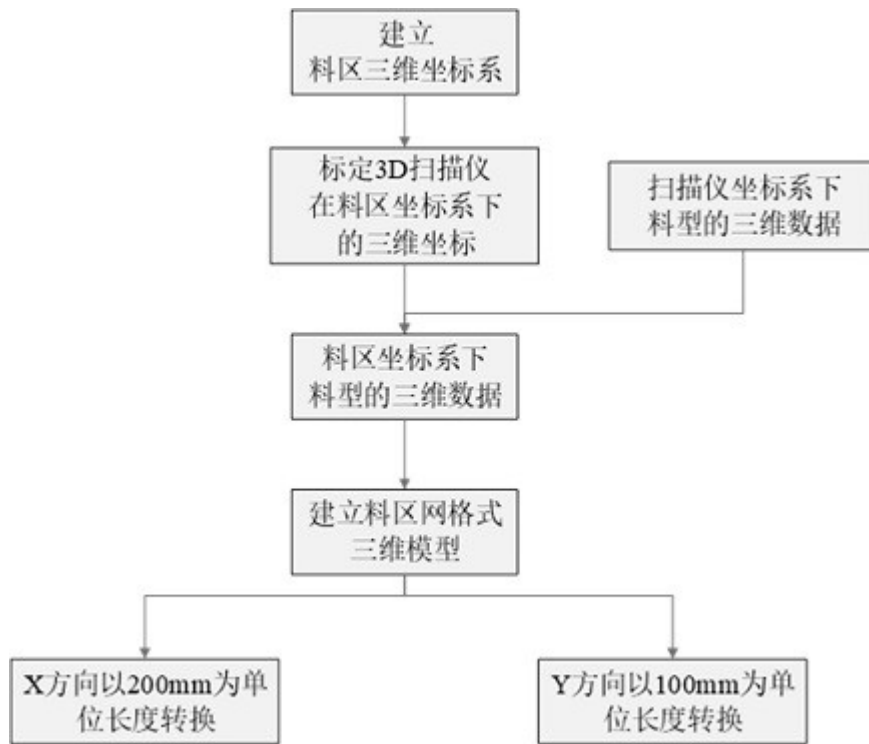 建立
料区三维坐标系
标定3D扫描仪
在料区坐标系下
的三维坐标
扫描仪坐标系下
料型的三维数据
料区坐标系下
料型的三维数据
建立料区网格式
三维模型
X方向以200mm为单
位长度转换
Y方向以100mm为单
位长度转换